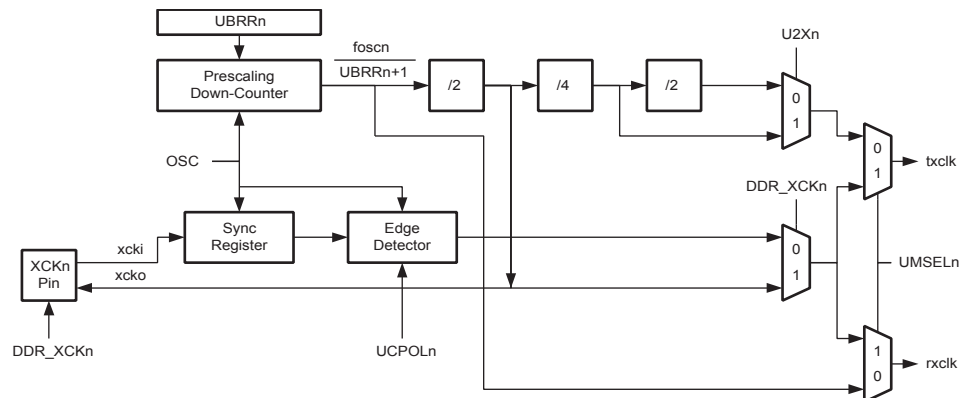 UBRRn
foscn
U2Xn
Prescaling
Down-Counter
UBRRn+1
/2
/4
/2
0
1
OSC
0
1
txclk
DDR_XCKn
Sync
Register
Edge
Detector
xcki
XCKn
Pin
xcko
0
1
UMSELn
DDR_XCKn
UCPOLn
1
0
rxclk